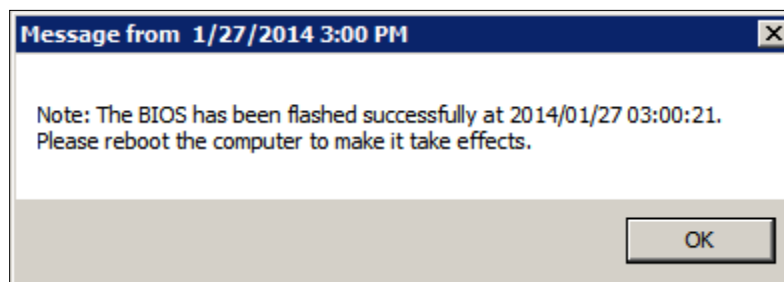 Message from 1/27/2014 3:00 PM
Note: The BIOS has been flashed successfully at 2014/01/27 03:00:21.
Please reboot the computer to make it take effects.
OK